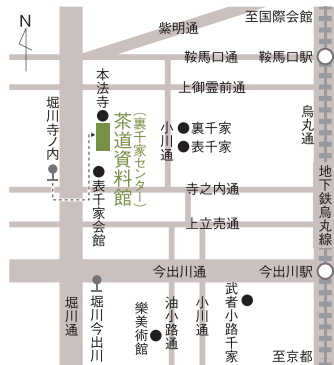 N
至国際会館
紫明通
鞍馬口通
鞍馬口駅
上御霊前通
本法寺
堀川寺ノ内
(裏千家センター)
茶道資料館
小川通
裏千家
表千家
烏丸通
地下鉄烏丸線
表千家会館
寺之内通
上立売通
今出川通
今出川駅
堀川通
堀川今出川
樂美術館
油小路通
小川通
武者小路千家
至京都